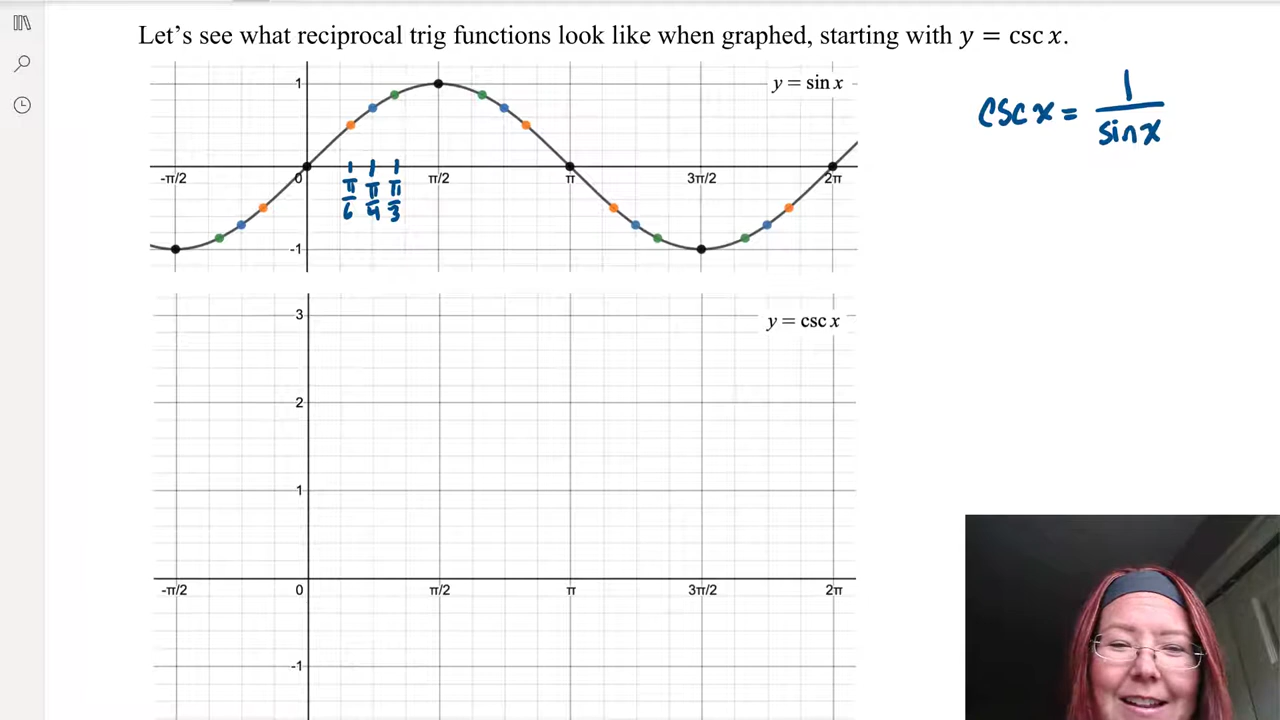 Let’s see what reciprocal trig functions look like when graphed, starting with y = csc x.
1
y = sin x
csc x = 1/sin x
-π/2 0 π/2 π 3π/2 2π
π/6 π/4 π/3
-1
3
y = csc x
2
1
-π/2 0 π/2 π 3π/2 2π
-1